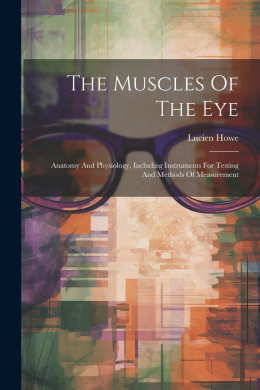 The Muscles Of
The Eye
Lucien Howe
Anatomy And Physiology, Including Instruments For Testing
And Methods Of Measurement